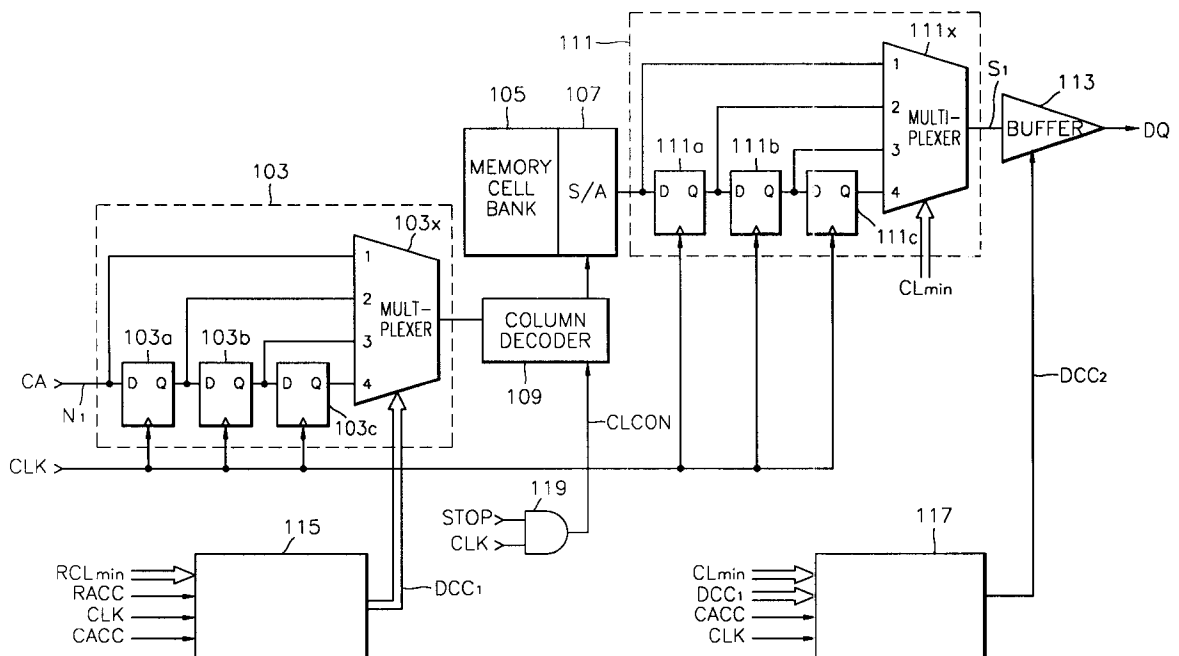 111
111x
1
2
3
4
MULTI-
PLEXER
S1
113
BUFFER
DQ
105
107
MEMORY
CELL
BANK
S/A
111a
111b
D Q
D Q
D Q
111c
CLmin
103
103x
1
2
3
4
MULT-
PLEXER
COLUMN
DECODER
109
103a
103b
CA
D Q
D Q
D Q
N1
103c
CLCON
DCC2
CLK
119
STOP
CLK
115
RCLmin
RACC
CLK
CACC
DCC1
117
CLmin
DCC1
CACC
CLK